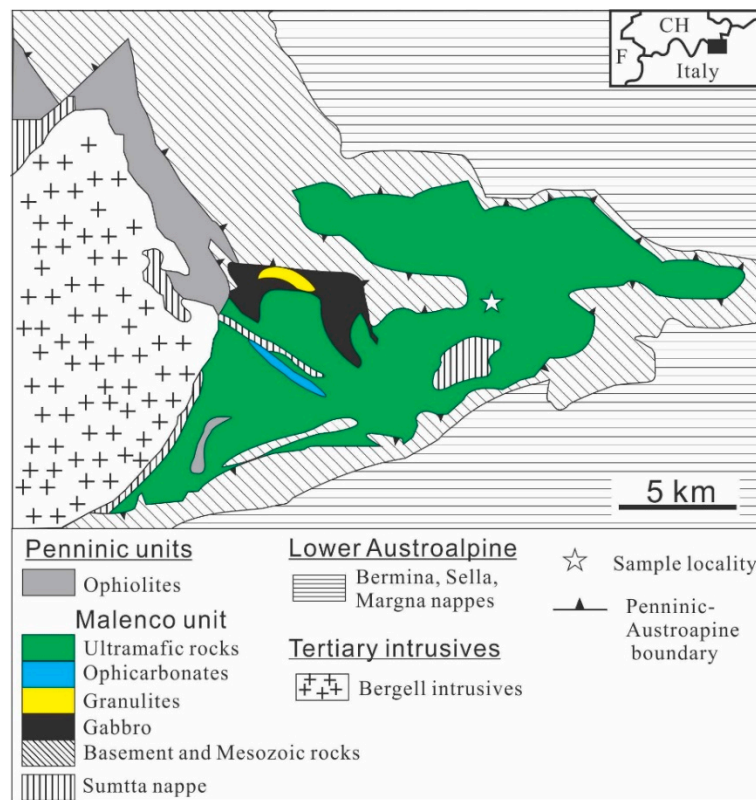 CH
F
Italy
5 km
Penninic units
Ophiolites
Malenco unit
Ultramafic rocks
Ophicarbonates
Granulites
Gabbro
Basement and Mesozoic rocks
Sumtta nappe
Lower Austroalpine
Bermina, Sella,
Margna nappes
Tertiary intrusives
Bergell intrusives
Sample locality
Penninic-
Austroapine
boundary